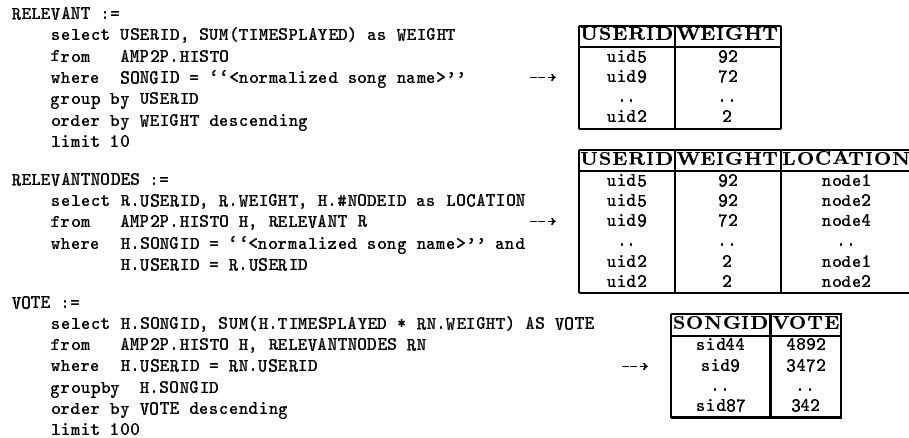 RELEVANT :=
select USERID, SUM(TIMESPLAYED) as WEIGHT
from AMP2P.HISTO
where SONGID = ‘‘<normalized song name>’’ -->
group by USERID
order by WEIGHT descending
limit 10
USERID WEIGHT
uid5 92
uid9 72
.. ..
uid2 2
RELEVANTNODES :=
select R.USERID, R.WEIGHT, H.#NODEID as LOCATION
from AMP2P.HISTO H, RELEVANT R -->
where H.SONGID = ‘‘<normalized song name>’’ and
H.USERID = R.USERID
USERID WEIGHT LOCATION
uid5 92 node1
uid5 92 node2
uid9 72 node4
.. .. ..
uid2 2 node1
uid2 2 node2
VOTE :=
select H.SONGID, SUM(H.TIMESPLAYED * RN.WEIGHT) AS VOTE
from AMP2P.HISTO H, RELEVANTNODES RN
where H.USERID = RN.USERID -->
groupby H.SONGID
order by VOTE descending
limit 100
SONGID VOTE
sid44 4892
sid9 3472
.. ..
sid87 342